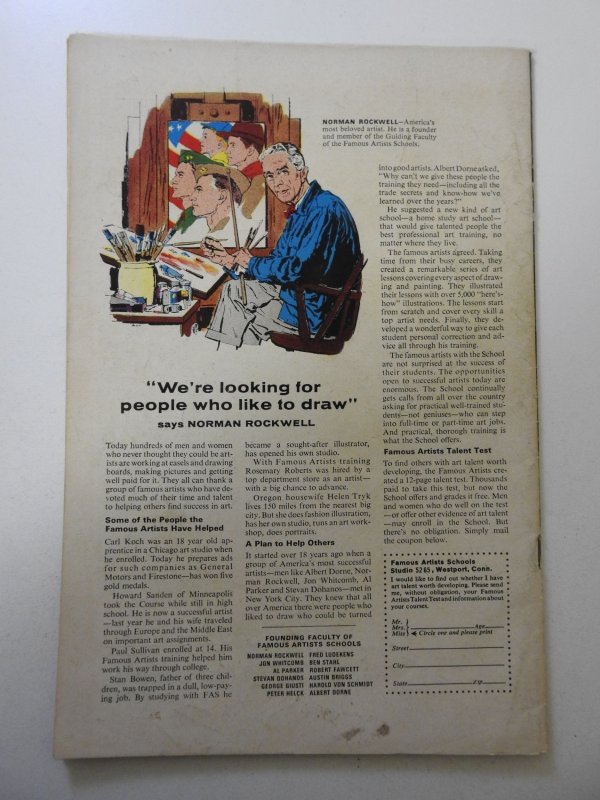 NORMAN ROCKWELL—America's
most beloved artist. He is a founder
and member of the Guiding Faculty
of the Famous Artists Schools.
"We're looking for
people who like to draw"
says NORMAN ROCKWELL
Today hundreds of men and women
who never thought they could be art-
ists are working at easels and drawing
boards, making pictures and getting
well paid for it. They all can thank a
group of famous artists who have de-
voted much of their time and talent
to helping others find success in art.
Some of the People the
Famous Artists Have Helped
Carl Koch was an 18 year old ap-
prentice in a Chicago art studio when
he enrolled. Today he prepares ads
for such companies as General
Motors and Firestone—has won five
gold medals.
Howard Sanden of Minneapolis
took the Course while still in high
school. He is now a successful artist
—last year he and his wife traveled
through Europe and the Middle East
on important art assignments.
Paul Sullivan enrolled at 14. His
Famous Artists training helped him
work his way through college.
Stan Bowen, father of three chil-
dren, was trapped in a dull, low-pay-
ing job. By studying with FAS he
became a sought-after illustrator,
has opened his own studio.
With Famous Artists training
Rosemary Roberts was hired by a
top department store as an artist—
with a big chance to advance.
Oregon housewife Helen Tryk
lives 150 miles from the nearest big
city. But she does fashion illustration,
has her own studio, runs an art work-
shop, does portraits.
A Plan to Help Others
It started over 18 years ago when a
group of America's most successful
artists—men like Albert Dorne, Nor-
man Rockwell, Jon Whitcomb, Al
Parker and Stevan Dohanos—met in
New York City. They knew that all
over America there were people who
liked to draw who could be turned
FOUNDING FACULTY OF
FAMOUS ARTISTS SCHOOLS
NORMAN ROCKWELL FRED LUDEKENS
JON WHITCOMB BEN STAHL
AL PARKER ROBERT FAWCETT
STEVAN DOHANOS AUSTIN BRIGGS
GEORGE GIUSTI HAROLD VON SCHMIDT
PETER HELCK ALBERT DORNE
into good artists. Albert Dorne asked,
"Why can't we give these people the
training they need—including all the
trade secrets and know-how we've
learned over the years?"
He suggested a new kind of art
school—a home study art school—
that would give talented people the
best professional art training, no
matter where they live.
The famous artists agreed. Taking
time from their busy careers, they
created a remarkable series of art
lessons covering every aspect of draw-
ing and painting. They illustrated
their lessons with over 5,000 "here's-
how" illustrations. The lessons start
from scratch and cover every skill a
top artist needs. Finally, they de-
veloped a wonderful way to give each
student personal correction and ad-
vice all through his training.
The famous artists with the School
are not surprised at the success of
their students. The opportunities
open to successful artists today are
enormous. The School continually
gets calls from all over the country
asking for practical well-trained stu-
dents—not geniuses—who can step
into full-time or part-time art jobs.
And practical, thorough training is
what the School offers.
Famous Artists Talent Test
To find others with art talent worth
developing, the Famous Artists cre-
ated a 12-page talent test. Thousands
paid to take this test, but now the
School offers and grades it free. Men
and women who do well on the test
—or offer other evidence of art talent
—may enroll in the School. But
there's no obligation. Simply mail
the coupon below.
Famous Artists Schools
Studio 5265, Westport, Conn.
I would like to find out whether I have
art talent worth developing. Please send
me, without obligation, your Famous
Artists Talent Test and information about
your courses.
Mr.
Mrs. Age
Miss Circle one and please print
Street
City
State Zip